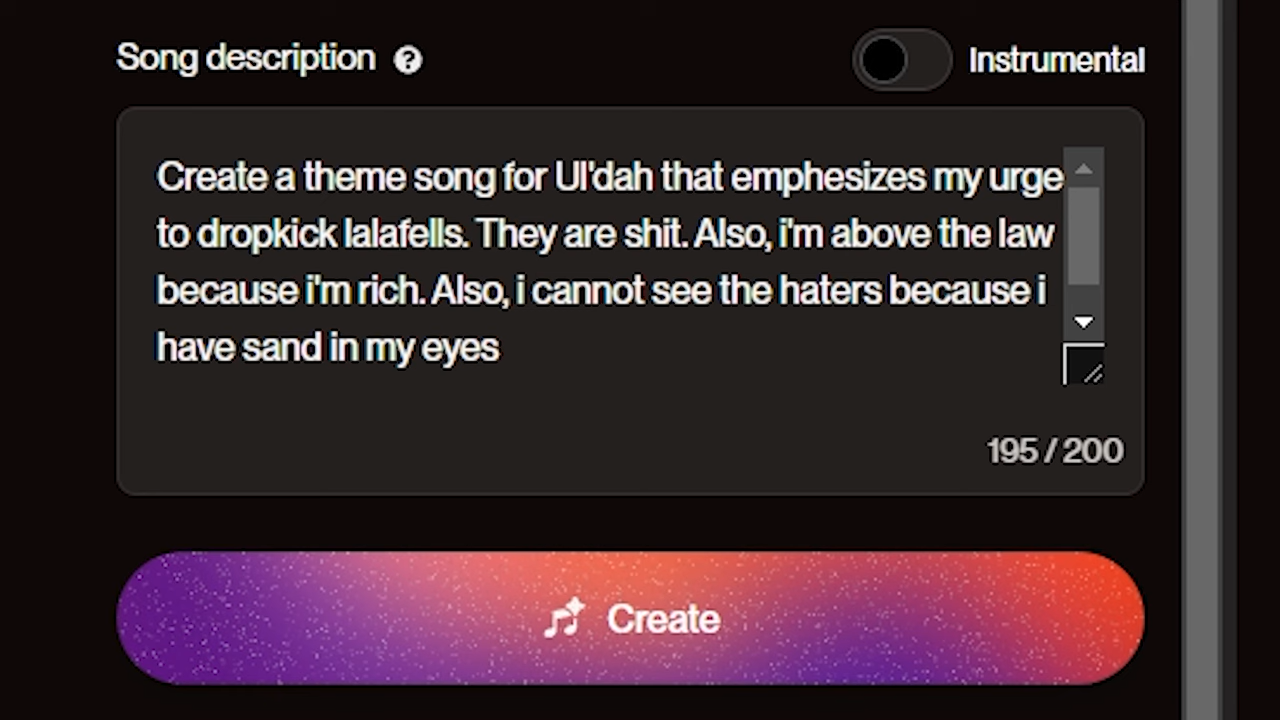 Song description
Instrumental
Create a theme song for Ul'dah that emphesizes my urge
to dropkick lalafells. They are shit. Also, i'm above the law
because i'm rich. Also, i cannot see the haters because i
have sand in my eyes
195 / 200
Create